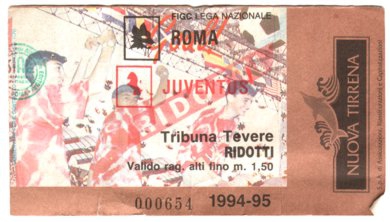 FIGC LEGA NAZIONALE
ROMA
JUVENTUS
RIDOTTI
Tribuna Tevere
RIDOTTI
Valido rag. alti fino m. 1,50
000654 1994-95
NUOVA TIRRENA